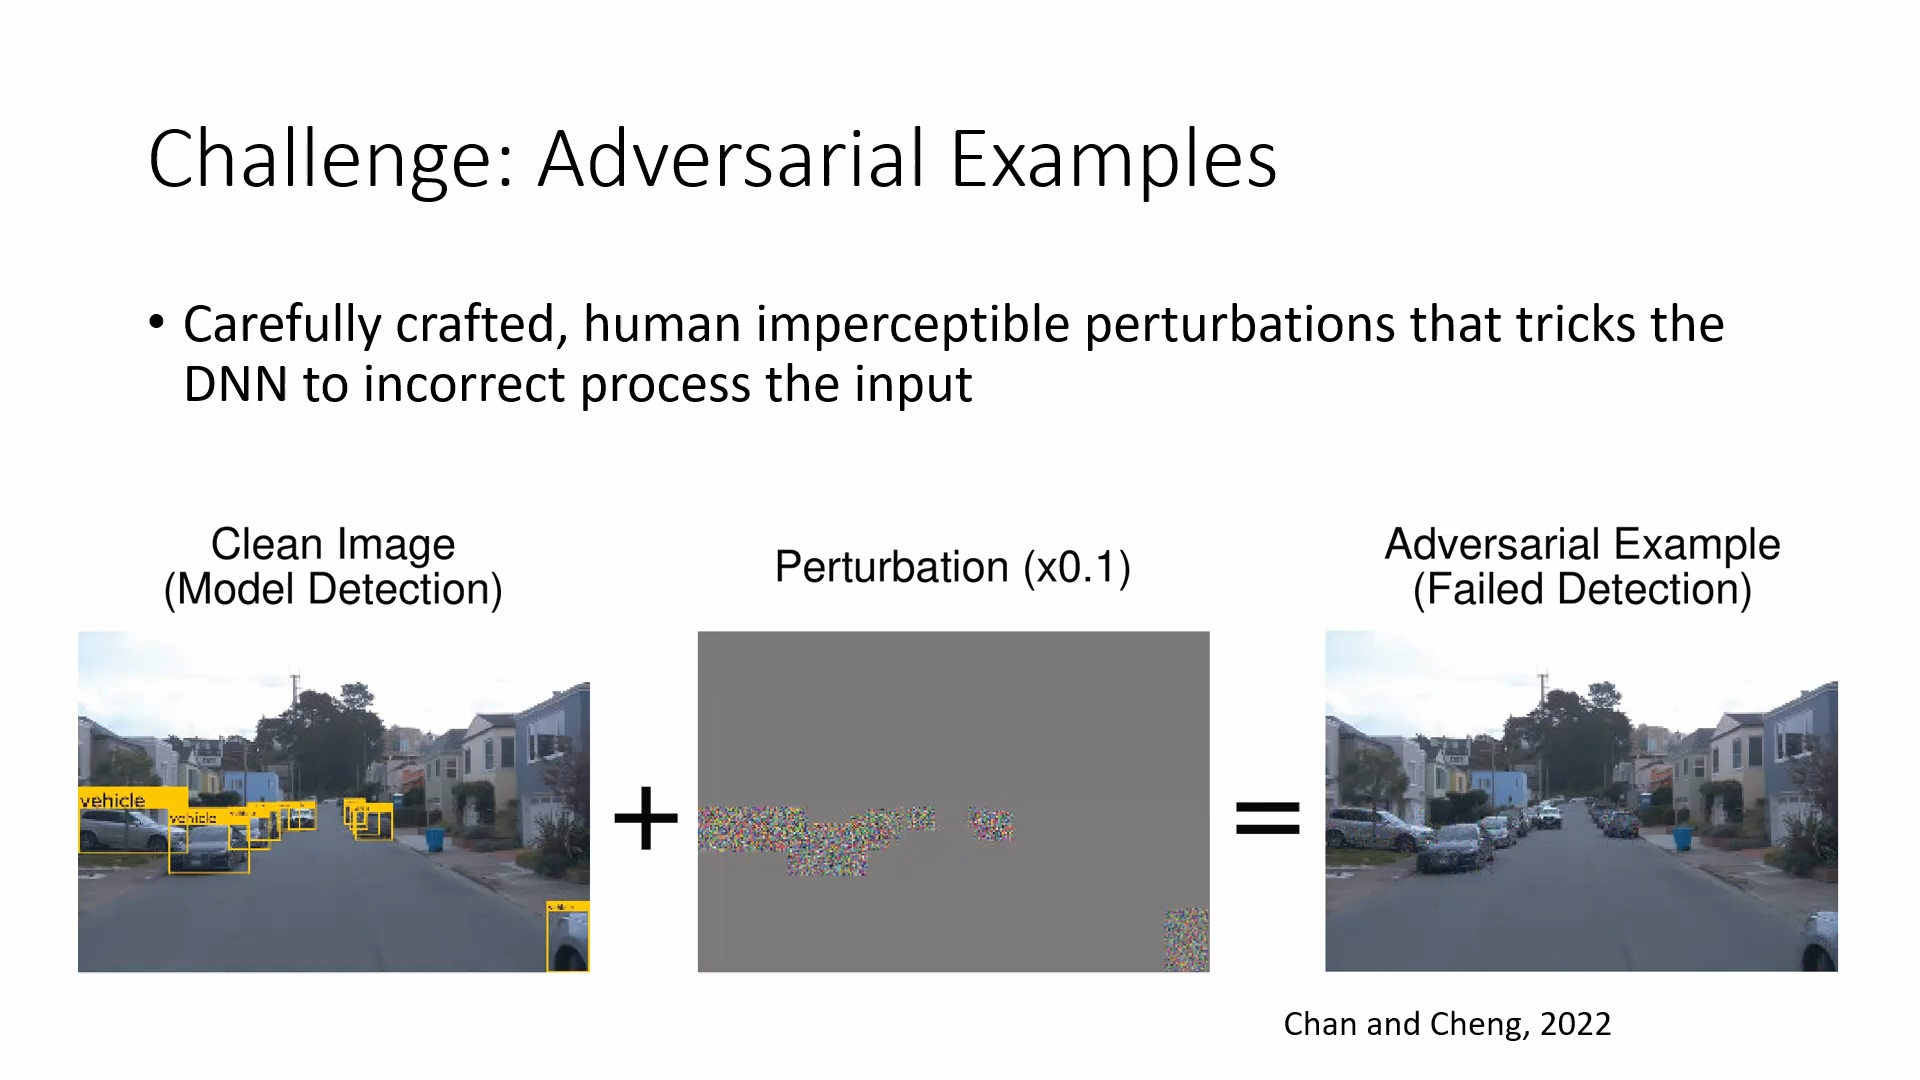 Challenge: Adversarial Examples
• Carefully crafted, human imperceptible perturbations that tricks the
DNN to incorrect process the input
Clean Image
(Model Detection)
Perturbation (x0.1)
Adversarial Example
(Failed Detection)
vehicle
vehicle
+
=
Chan and Cheng, 2022